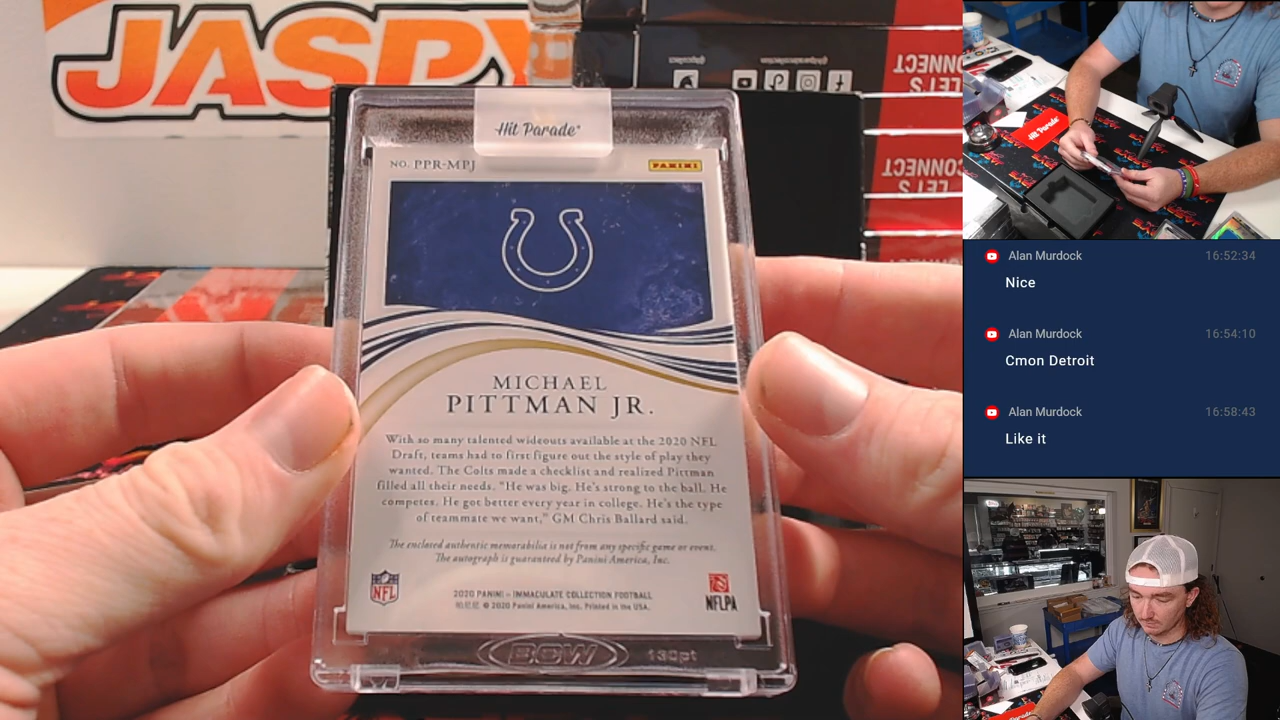 JASPY
LET'S
CONNECT
LET'S
CONNECT
LET'S
Hit Parade
NO. PPR-MPJ
PANINI
MICHAEL
PITTMAN JR.
With so many talented wideouts available at the 2020 NFL
Draft, teams had to first figure out the style of play they
wanted. The Colts made a checklist and realized Pittman
filled all their needs. "He was big. He's strong to the ball. He
competes. He got better every year in college. He's the type
of teammate we want," GM Chris Ballard said.
The enclosed authentic memorabilia is not from any specific game or event.
The autograph is guaranteed by Panini America, Inc.
NFL
2020 PANINI – IMMACULATE COLLECTION FOOTBALL
© 2020 Panini America, Inc. Printed in the USA.
NFLPA
BCW
130pt
Hit Parade
Alan Murdock
16:52:34
Nice
Alan Murdock
16:54:10
Cmon Detroit
Alan Murdock
16:58:43
Like it